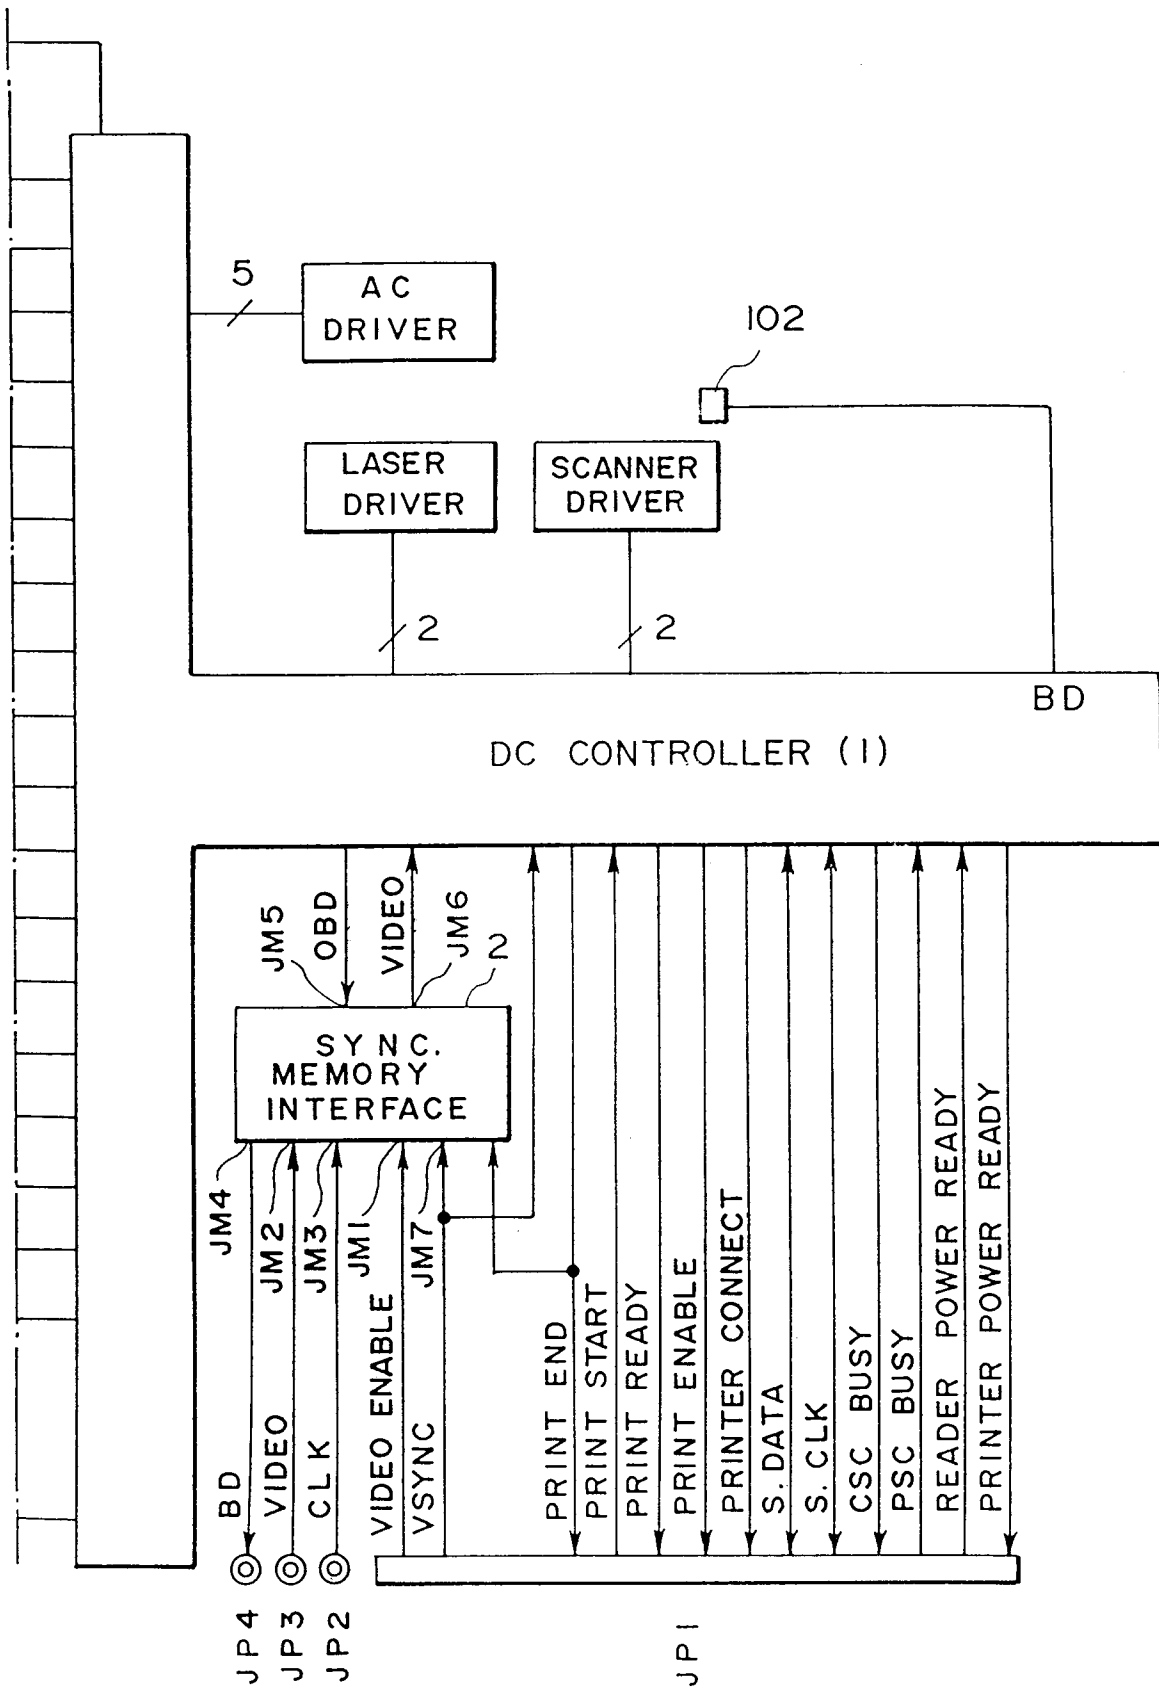 5
AC
DRIVER
102
LASER
DRIVER
SCANNER
DRIVER
2
2
BD
DC CONTROLLER (1)
JM5
OBD
VIDEO
JM6
2
SYNC.
MEMORY
INTERFACE
JM4
JM2
JM3
JM1
JM7
BD
VIDEO
CLK
VIDEO ENABLE
VSYNC
PRINT END
PRINT START
PRINT READY
PRINT ENABLE
PRINTER CONNECT
S.DATA
S.CLK
CSC BUSY
PSC BUSY
READER POWER READY
PRINTER POWER READY
JP4
JP3
JP2
JP1